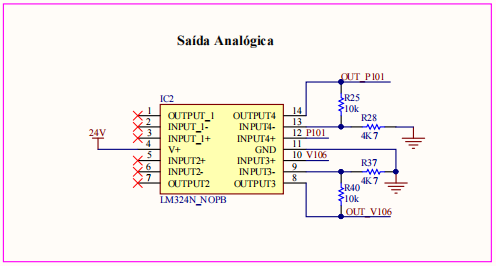 Saída Analógica
IC2
1 OUTPUT_1 OUTPUT4 14
2 INPUT_1- INPUT4- 13
3 INPUT_1+ INPUT4+ 12 P101
24V 4 V+ GND 11
5 INPUT2+ INPUT3+ 10 V106
6 INPUT2- INPUT3- 9
7 OUTPUT2 OUTPUT3 8
LM324N_NOPB
OUT_P101
R25
10k
R28
4K7
R37
4K7
R40
10k
OUT_V106